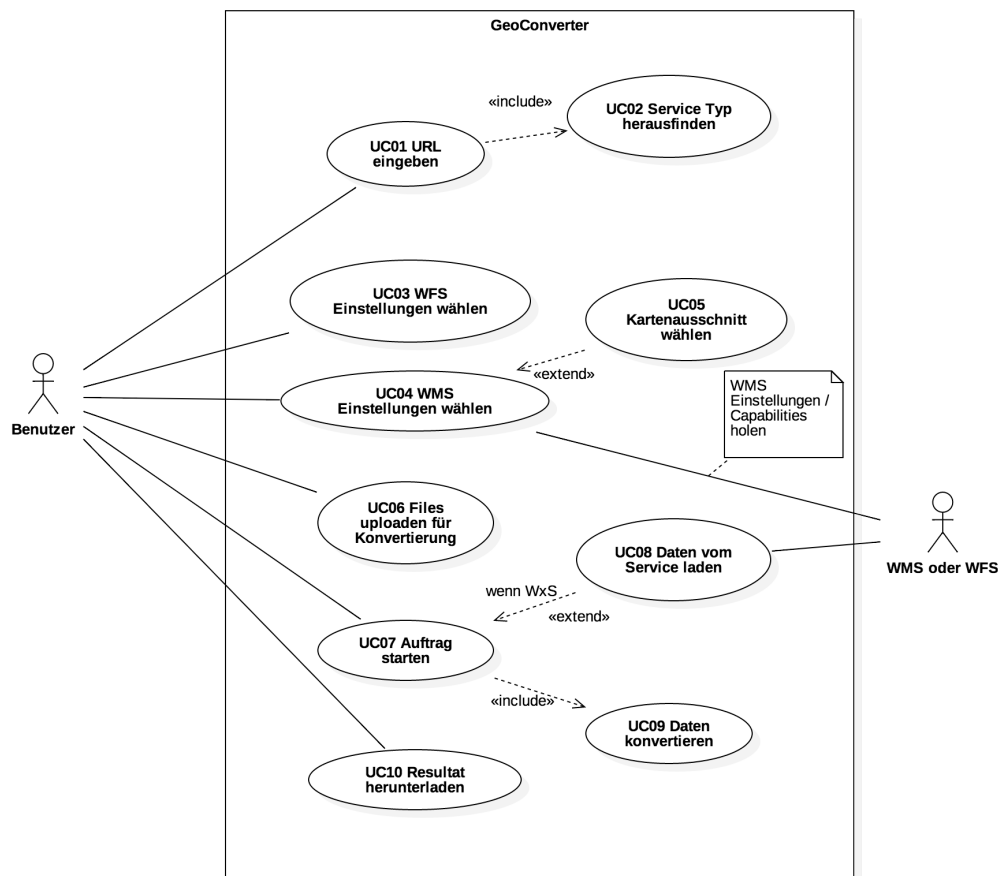 GeoConverter
«include»
UC02 Service Typ
herausfinden
UC01 URL
eingeben
UC03 WFS
Einstellungen wählen
UC05
Kartenausschnitt
wählen
«extend»
UC04 WMS
Einstellungen wählen
WMS
Einstellungen /
Capabilities
holen
Benutzer
UC06 Files
uploaden für
Konvertierung
UC08 Daten vom
Service laden
WMS oder WFS
wenn WxS
«extend»
UC07 Auftrag
starten
«include»
UC09 Daten
konvertieren
UC10 Resultat
herunterladen